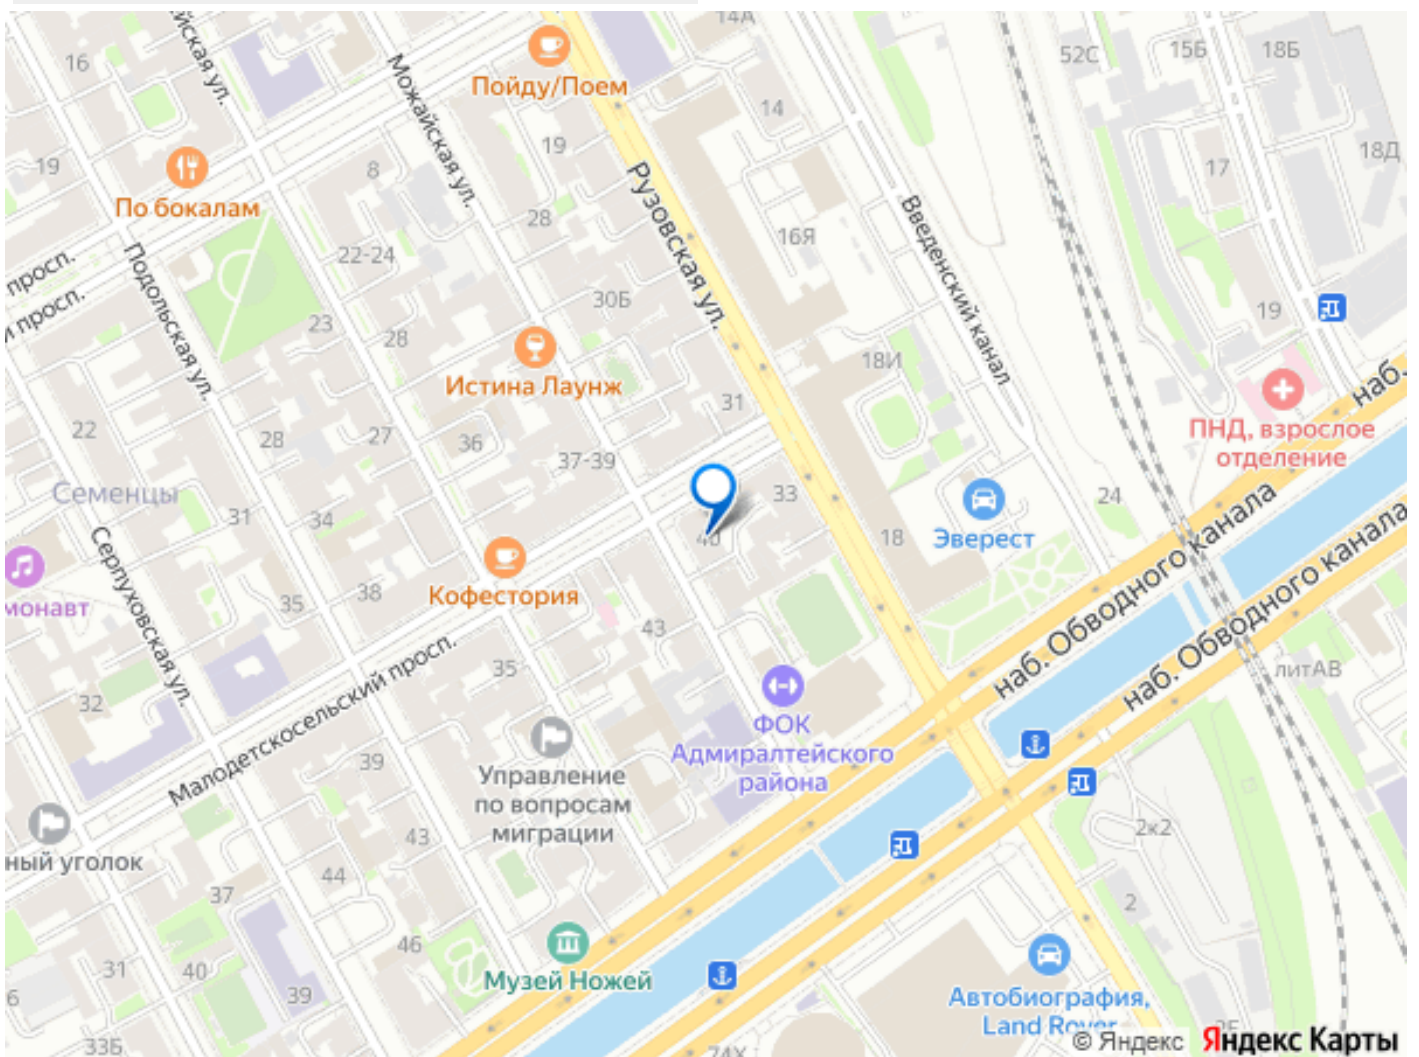 14А
16
Можайская ул.
Пойду/Поем
52С
15Б
18Б
14
19
18Д
19
8
17
По бокалам
Рузовская ул.
28
16Я
Введенский канал
22-24
просп.
Подольская ул.
30Б
19
23
28
18И
Истина Лаунж
31
наб.
22
28
27
36
37-39
ПНД, взрослое
отделение
Семенцы
33
24
31
34
40
18
Эверест
наб. Обводного канала
наб. Обводного канала
Серпуховская ул.
монавт
35
38
Кофестория
43
35
литАВ
32
Малодетскосельский просп.
ФОК
Адмиралтейского
района
39
Управление
по вопросам
миграции
2к2
ный уголок
43
44
37
2
46
31
40
39
6
Музей Ножей
Автобиография,
Land Rover
33Б
74Х
© Яндекс Яндекс Карты